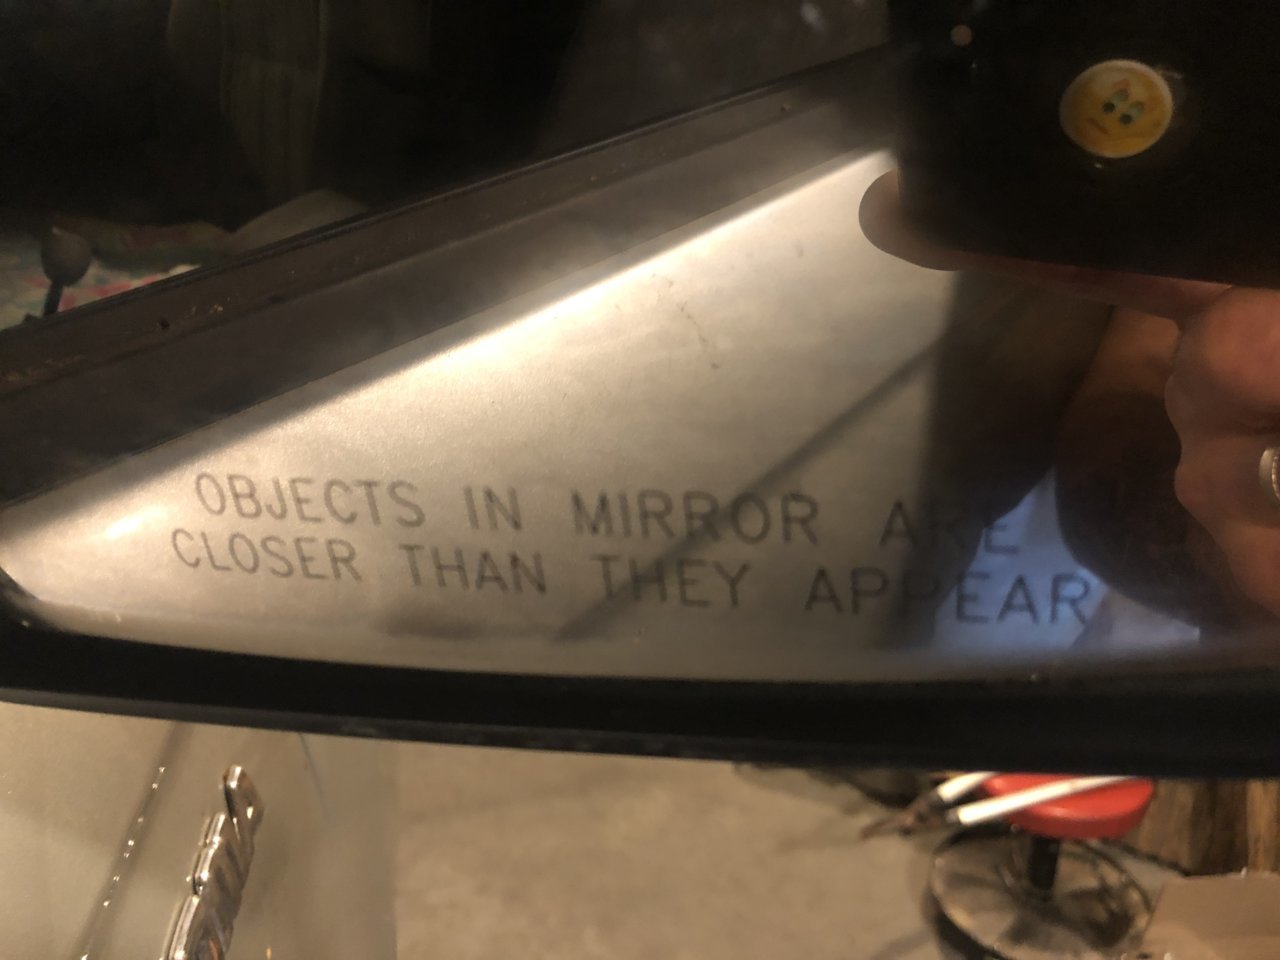 OBJECTS IN MIRROR ARE
CLOSER THAN THEY APPEAR